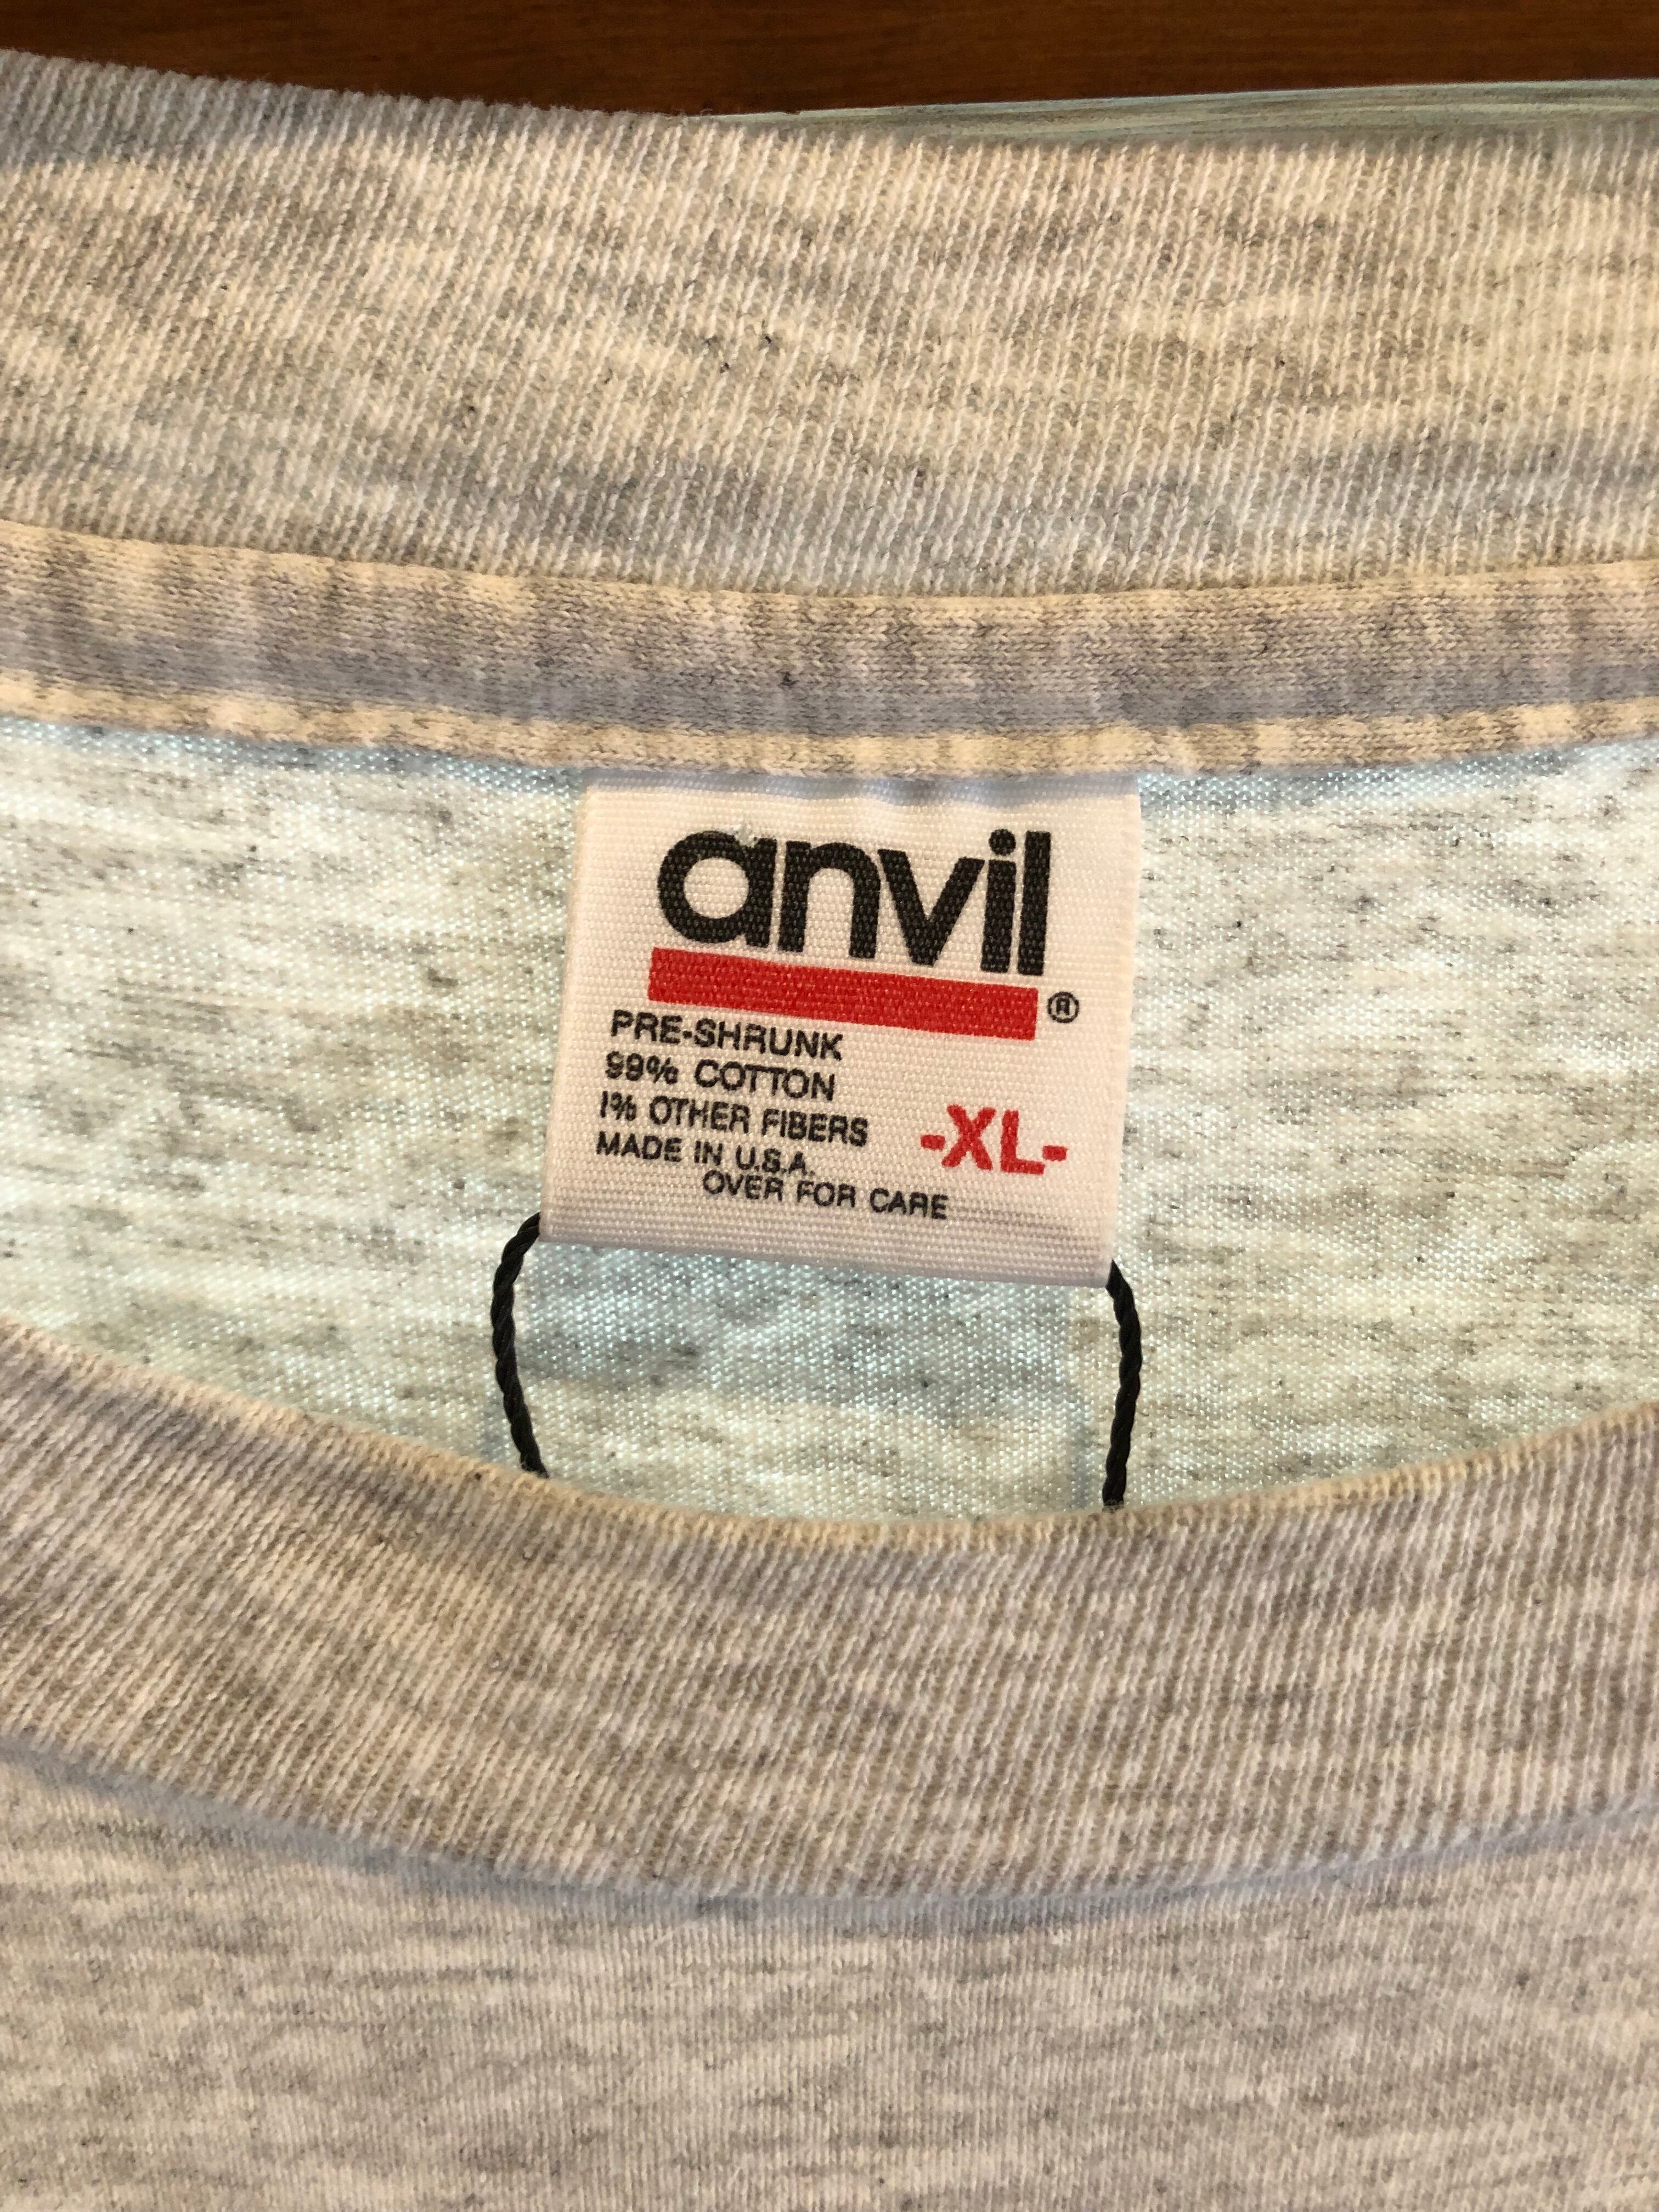 anvil®
PRE-SHRUNK
99% COTTON
1% OTHER FIBERS
-XL-
MADE IN U.S.A.
OVER FOR CARE